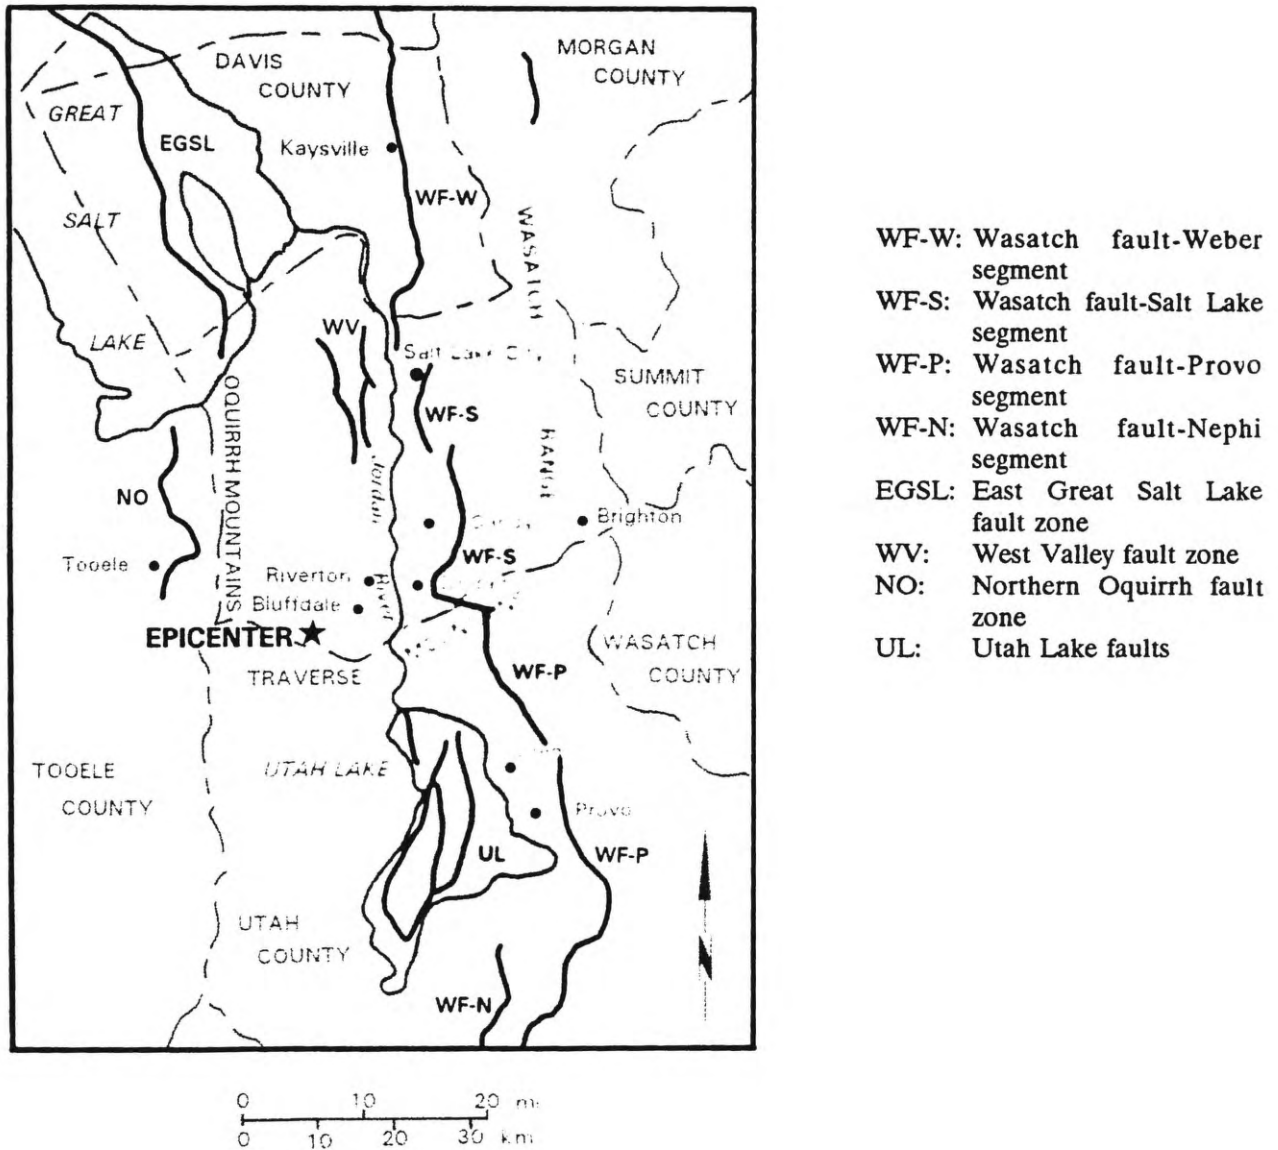 DAVIS
COUNTY
MORGAN
COUNTY
GREAT
EGSL
Kaysville
WF-W
SALT
WASATCH
LAKE
WV
Salt Lake City
SUMMIT
COUNTY
WF-S
OQUIRRH MOUNTAINS
RANGE
Jordan
NO
Brighton
WF-S
Tooele
Riverton
River
Bluffdale
EPICENTER
WASATCH
COUNTY
TRAVERSE
WF-P
TOOELE
COUNTY
UTAH LAKE
Provo
UL
WF-P
UTAH
COUNTY
WF-N
0 10 20 mi
0 10 20 30 km
WF-W: Wasatch fault-Weber
segment
WF-S: Wasatch fault-Salt Lake
segment
WF-P: Wasatch fault-Provo
segment
WF-N: Wasatch fault-Nephi
segment
EGSL: East Great Salt Lake
fault zone
WV: West Valley fault zone
NO: Northern Oquirrh fault
zone
UL: Utah Lake faults